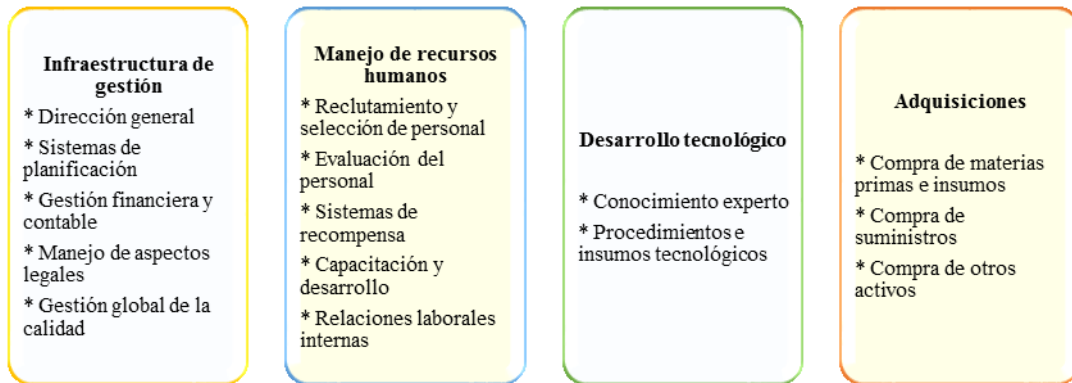 Infraestructura de
gestión
* Dirección general
* Sistemas de
planificación
* Gestión financiera y
contable
* Manejo de aspectos
legales
* Gestión global de la
calidad
Manejo de recursos
humanos
* Reclutamiento y
selección de personal
* Evaluación del
personal
* Sistemas de
recompensa
* Capacitación y
desarrollo
* Relaciones laborales
internas
Desarrollo tecnológico
* Conocimiento experto
* Procedimientos e
insumos tecnológicos
Adquisiciones
* Compra de materias
primas e insumos
* Compra de
suministros
* Compra de otros
activos